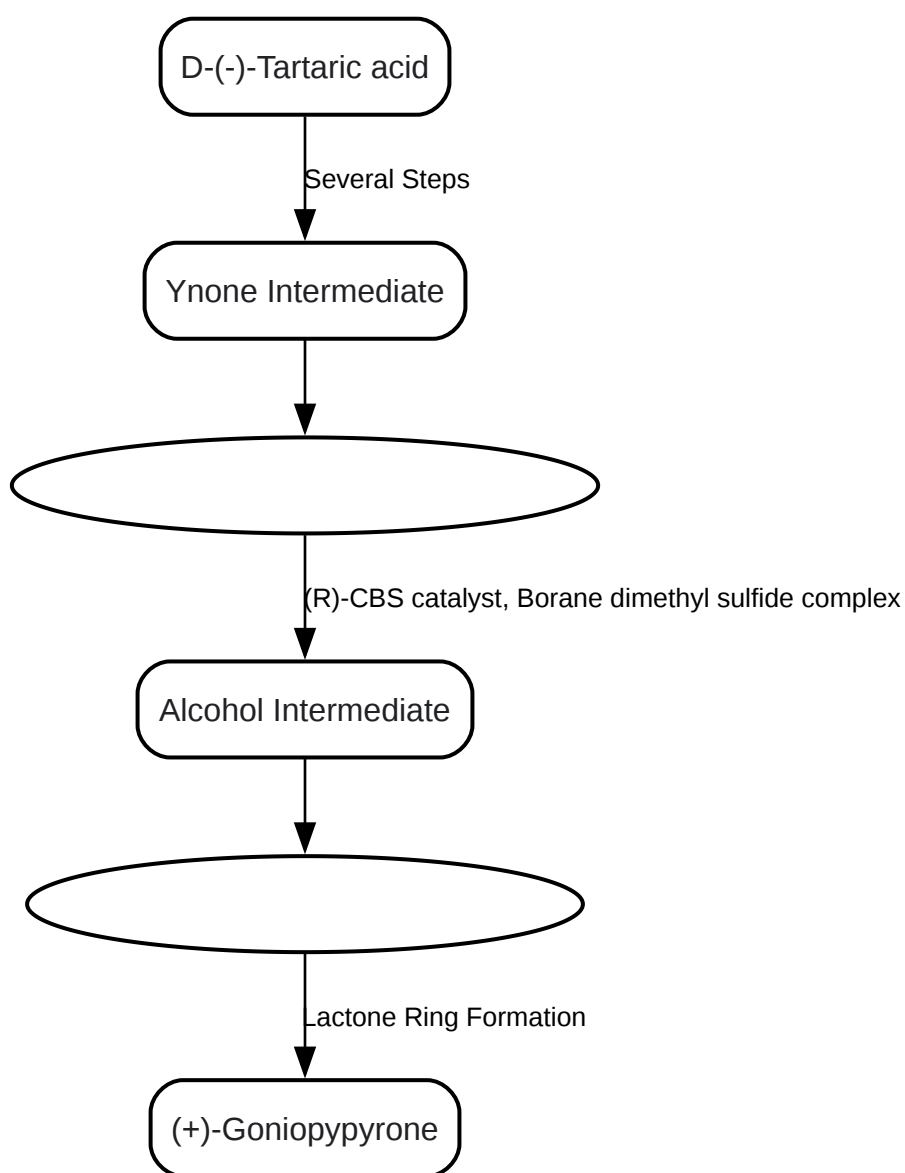 D-(-)-Tartaric acid
Several Steps
Ynone Intermediate
(R)-CBS catalyst, Borane dimethyl sulfide complex
Alcohol Intermediate
Lactone Ring Formation
(+)-Goniopypyrone